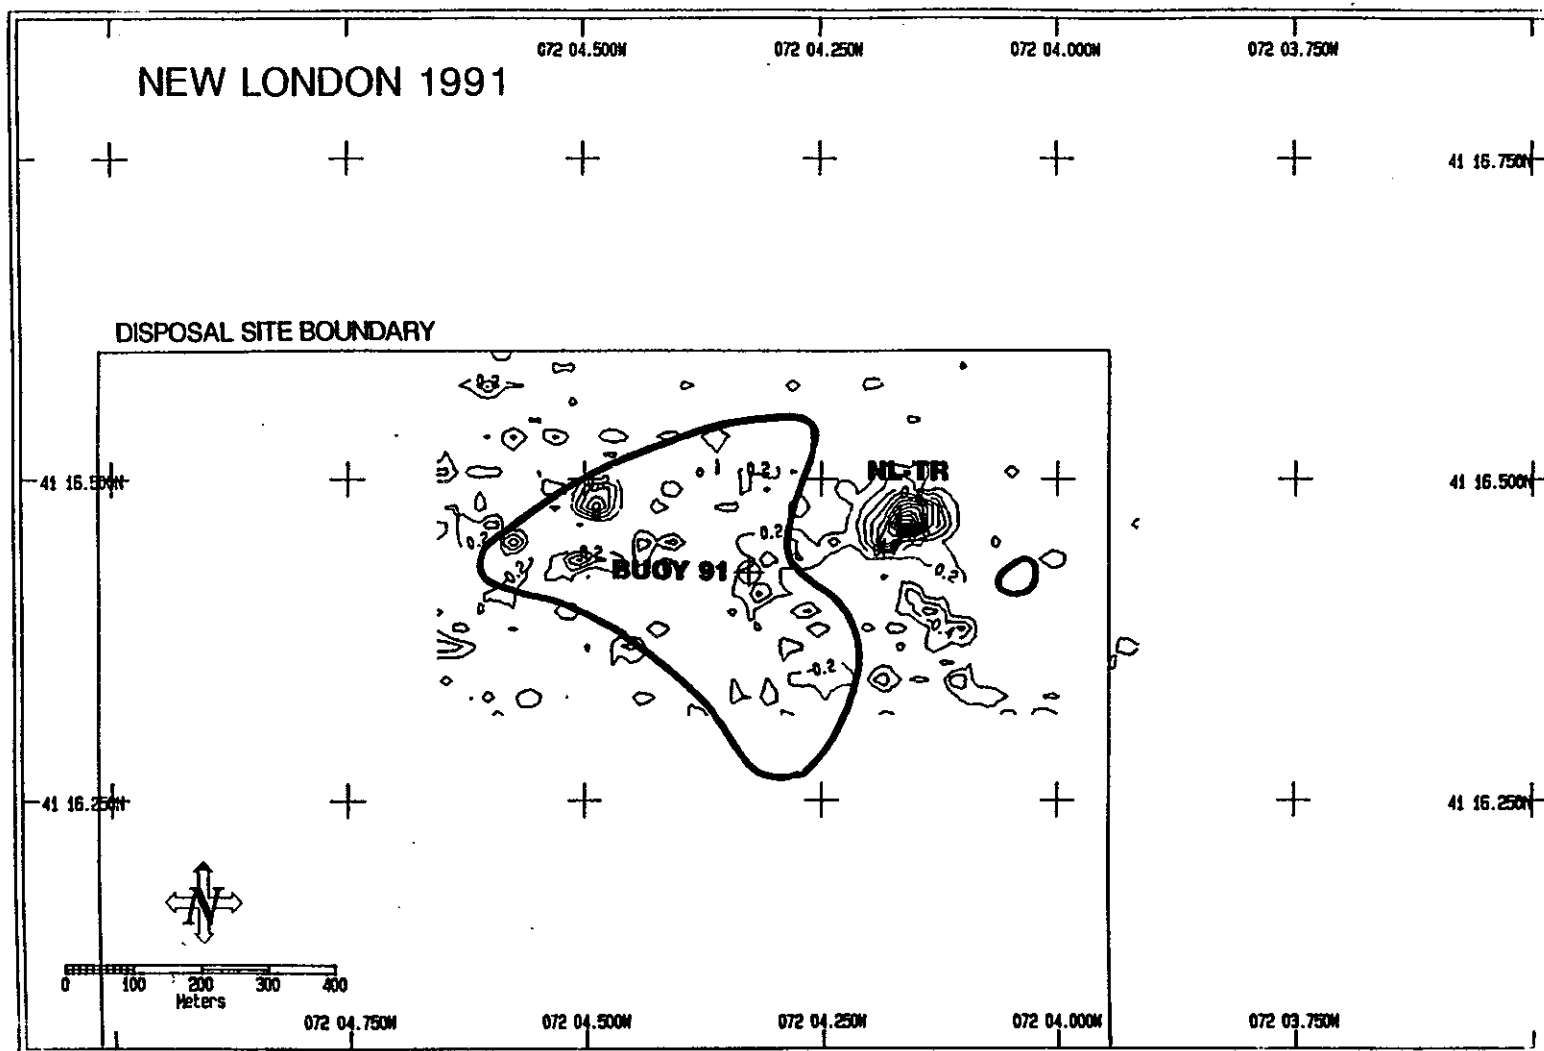 072 04.500W 072 04.250W 072 04.000W 072 03.750W
NEW LONDON 1991
41 16.750N
DISPOSAL SITE BOUNDARY
0.2
0.2 NL-TR
41 16.500N 41 16.500N
0.2 0.2 0.2
0.2 BUOY 91 0.2
-0.2
41 16.250N 41 16.250N
N
0 100 200 300 400
Meters
072 04.750W 072 04.500W 072 04.250W 072 04.000W 072 03.750W